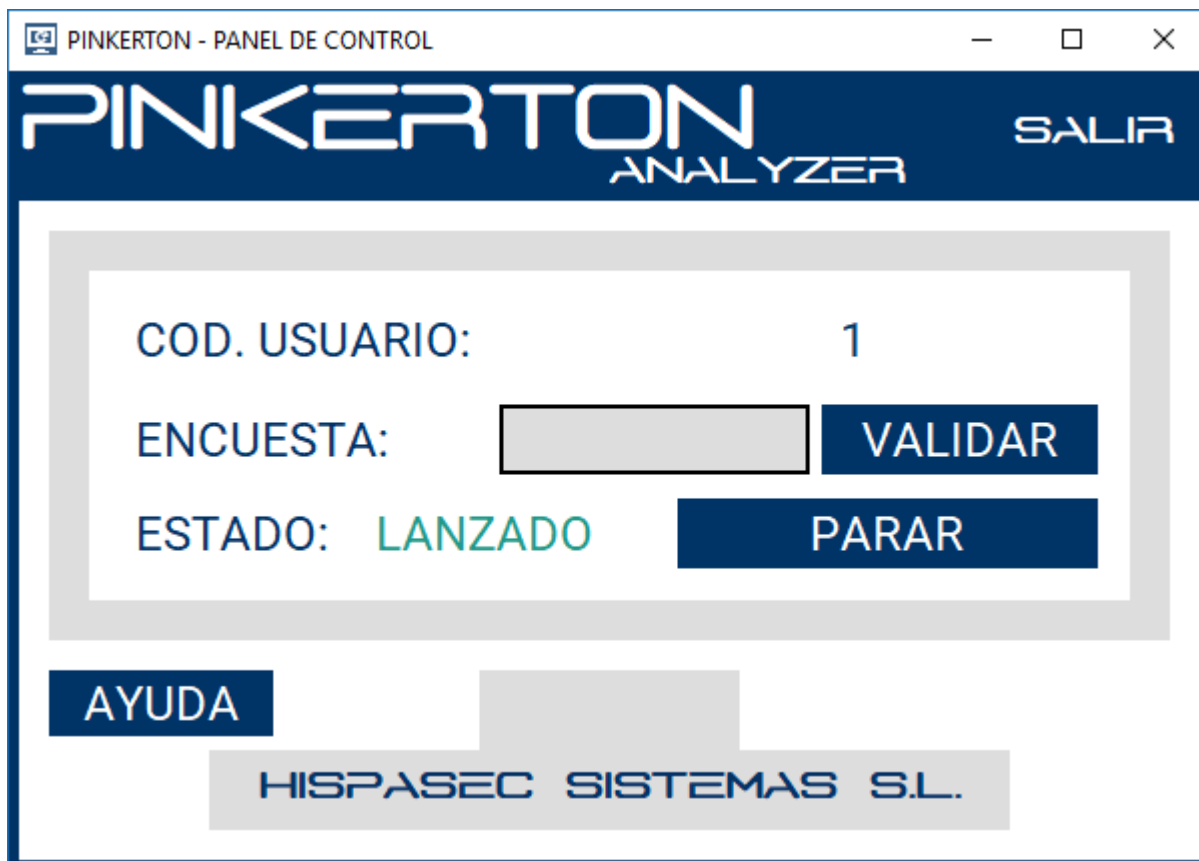 PINKERTON - PANEL DE CONTROL
PINKERTON
ANALYZER
SALIR
COD. USUARIO: 1
ENCUESTA: VALIDAR
ESTADO: LANZADO PARAR
AYUDA
HISPASEC SISTEMAS S.L.